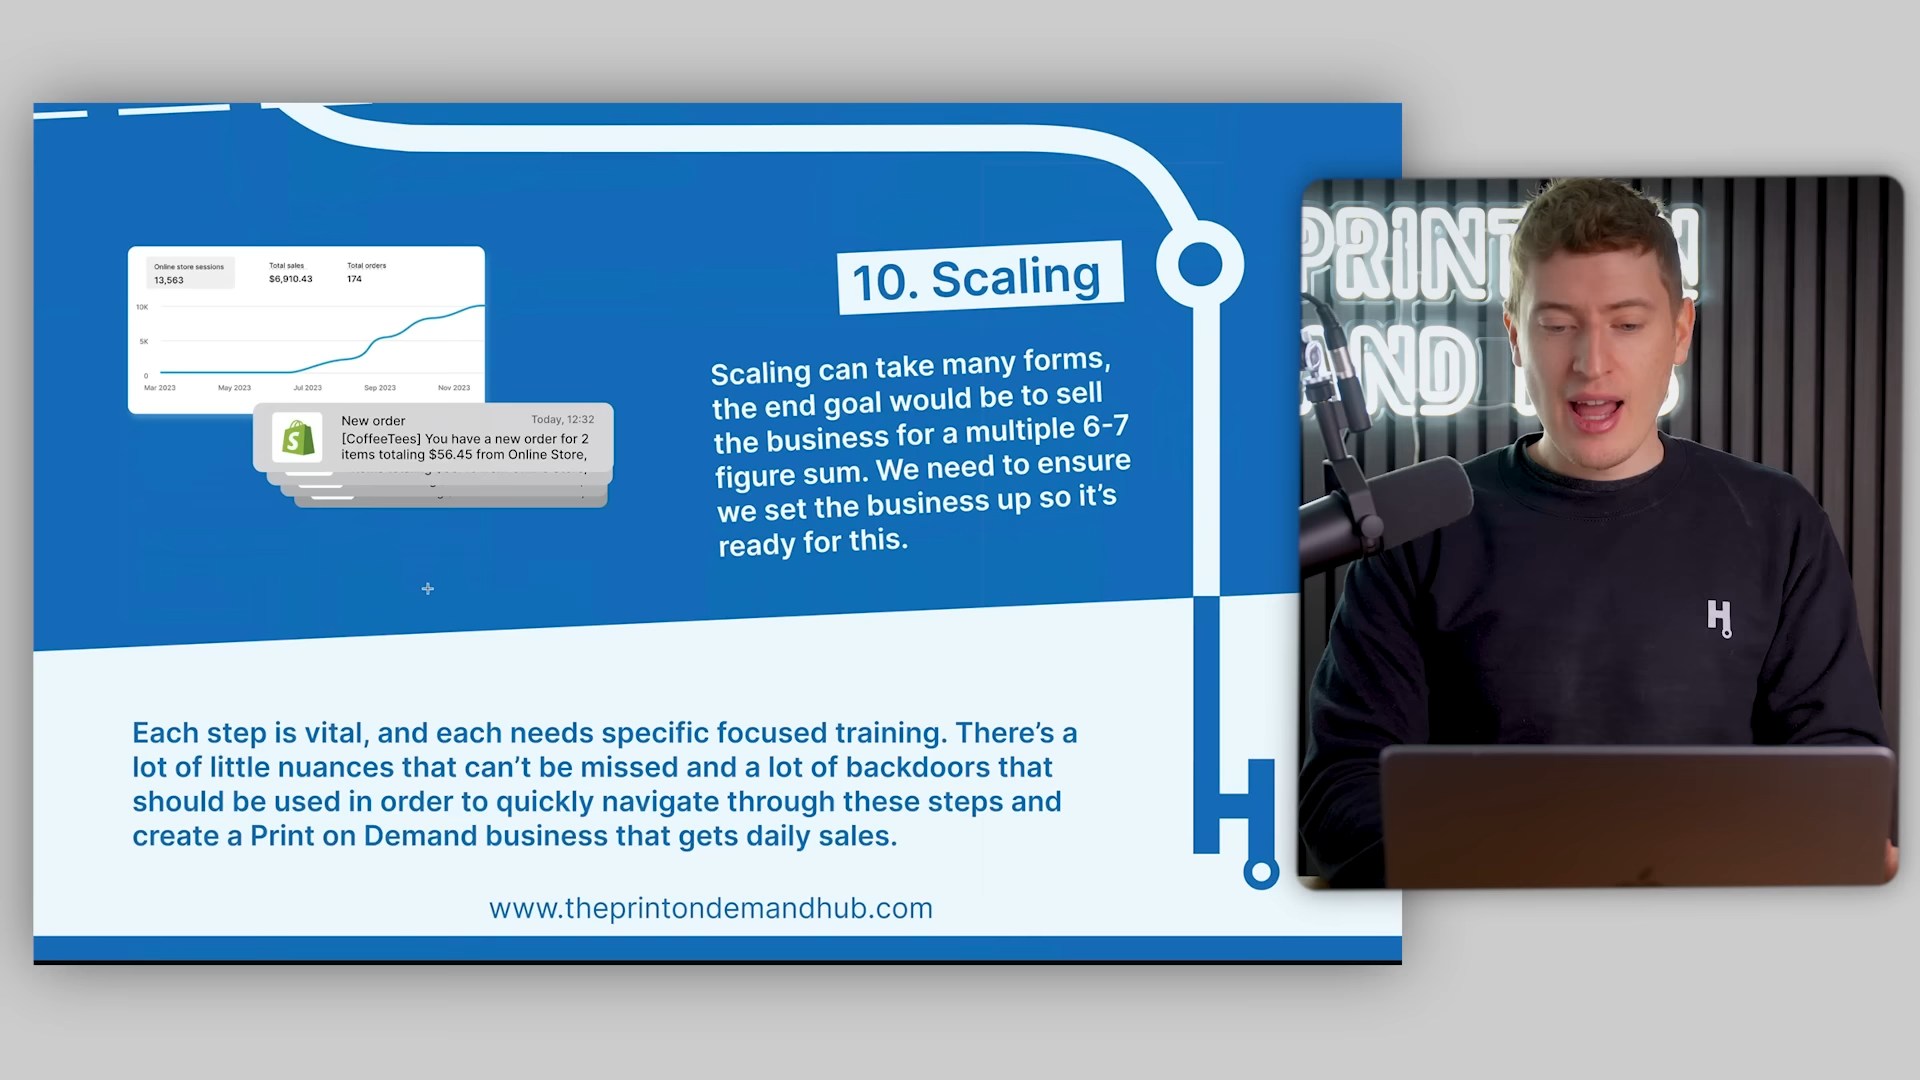 Online store sessions
13,563
Total sales
$6,910.43
Total orders
174
10K
5K
0
Mar 2023
May 2023
Jul 2023
Sep 2023
Nov 2023
New order
Today, 12:32
[CoffeeTees] You have a new order for 2
items totaling $56.45 from Online Store,
10. Scaling
Scaling can take many forms,
the end goal would be to sell
the business for a multiple 6-7
figure sum. We need to ensure
we set the business up so it's
ready for this.
Each step is vital, and each needs specific focused training. There's a
lot of little nuances that can't be missed and a lot of backdoors that
should be used in order to quickly navigate through these steps and
create a Print on Demand business that gets daily sales.
www.theprintondemandhub.com
H
PRINT
H